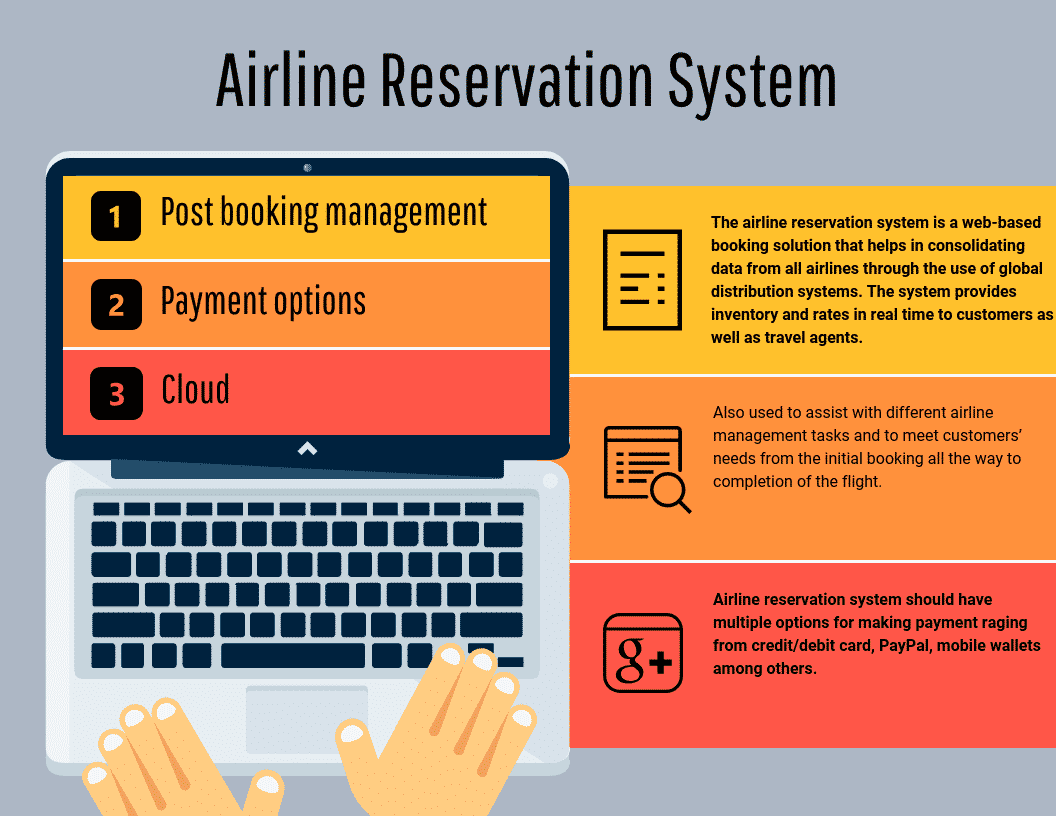 Airline Reservation System
1 Post booking management
2 Payment options
3 Cloud
The airline reservation system is a web-based
booking solution that helps in consolidating
data from all airlines through the use of global
distribution systems. The system provides
inventory and rates in real time to customers as
well as travel agents.
Also used to assist with different airline
management tasks and to meet customers’
needs from the initial booking all the way to
completion of the flight.
g+
Airline reservation system should have
multiple options for making payment raging
from credit/debit card, PayPal, mobile wallets
among others.